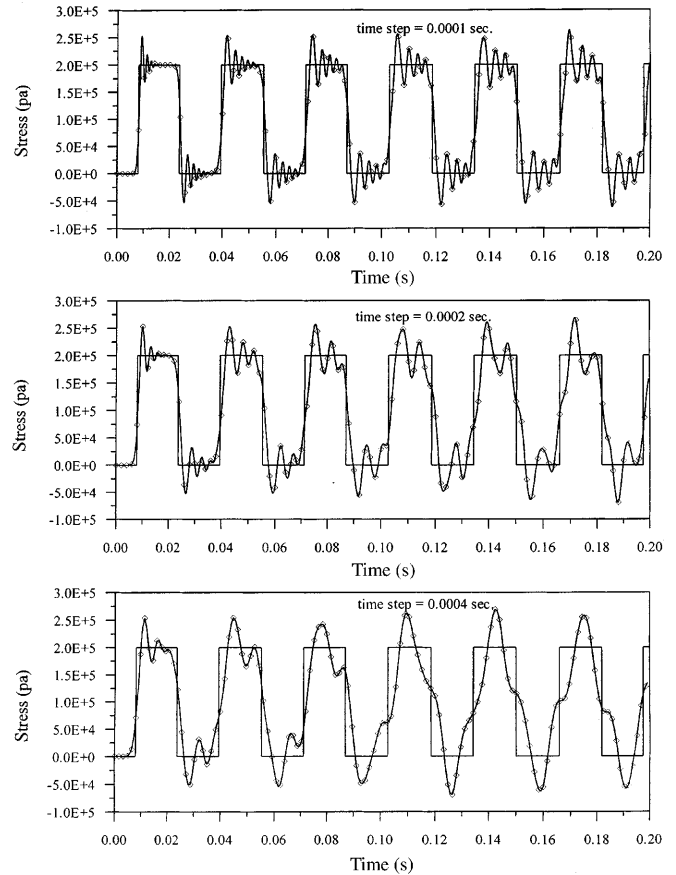 3.0E+5
time step = 0.0001 sec.
2.5E+5
2.0E+5
1.5E+5
1.0E+5
5.0E+4
0.0E+0
-5.0E+4
-1.0E+5
Stress (pa)
0.00 0.02 0.04 0.06 0.08 0.10 0.12 0.14 0.16 0.18 0.20
Time (s)
3.0E+5
time step = 0.0002 sec.
2.5E+5
2.0E+5
1.5E+5
1.0E+5
5.0E+4
0.0E+0
-5.0E+4
-1.0E+5
Stress (pa)
0.00 0.02 0.04 0.06 0.08 0.10 0.12 0.14 0.16 0.18 0.20
Time (s)
3.0E+5
time step = 0.0004 sec.
2.5E+5
2.0E+5
1.5E+5
1.0E+5
5.0E+4
0.0E+0
-5.0E+4
-1.0E+5
Stress (pa)
0.00 0.02 0.04 0.06 0.08 0.10 0.12 0.14 0.16 0.18 0.20
Time (s)